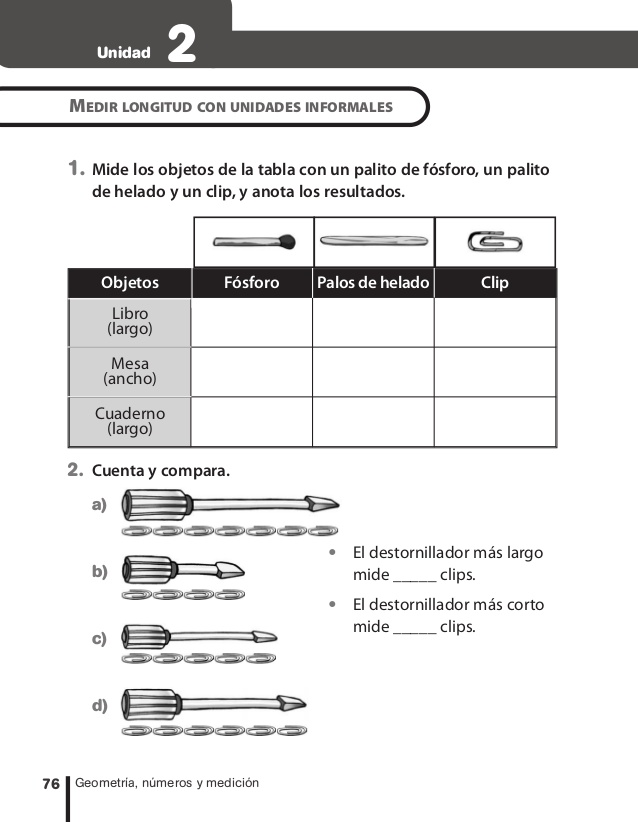 Unidad 2
MEDIR LONGITUD CON UNIDADES INFORMALES
1. Mide los objetos de la tabla con un palito de fósforo, un palito
de helado y un clip, y anota los resultados.
Objetos Fósforo Palos de helado Clip
Libro
(largo)
Mesa
(ancho)
Cuaderno
(largo)
2. Cuenta y compara.
a)
b)
c)
d)
• El destornillador más largo
mide _____ clips.
• El destornillador más corto
mide _____ clips.
76 Geometría, números y medición